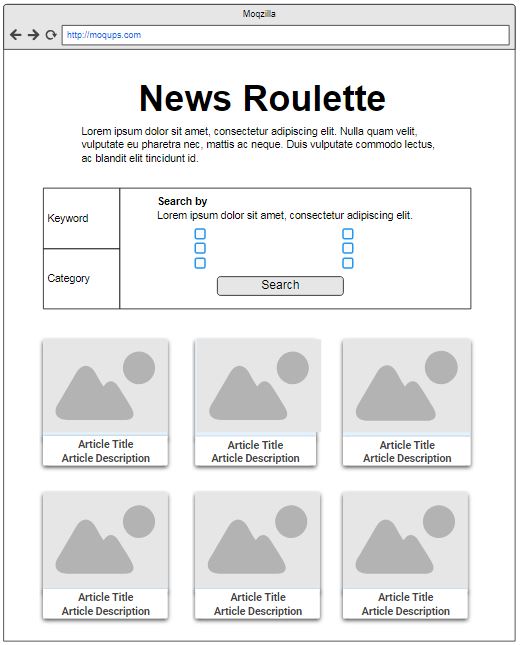 Moqzilla
http://moqups.com
News Roulette
Lorem ipsum dolor sit amet, consectetur adipiscing elit. Nulla quam velit,
vulputate eu pharetra nec, mattis ac neque. Duis vulputate commodo lectus,
ac blandit elit tincidunt id.
Keyword
Category
Search by
Lorem ipsum dolor sit amet, consectetur adipiscing elit.
Search
Article Title
Article Description
Article Title
Article Description
Article Title
Article Description
Article Title
Article Description
Article Title
Article Description
Article Title
Article Description